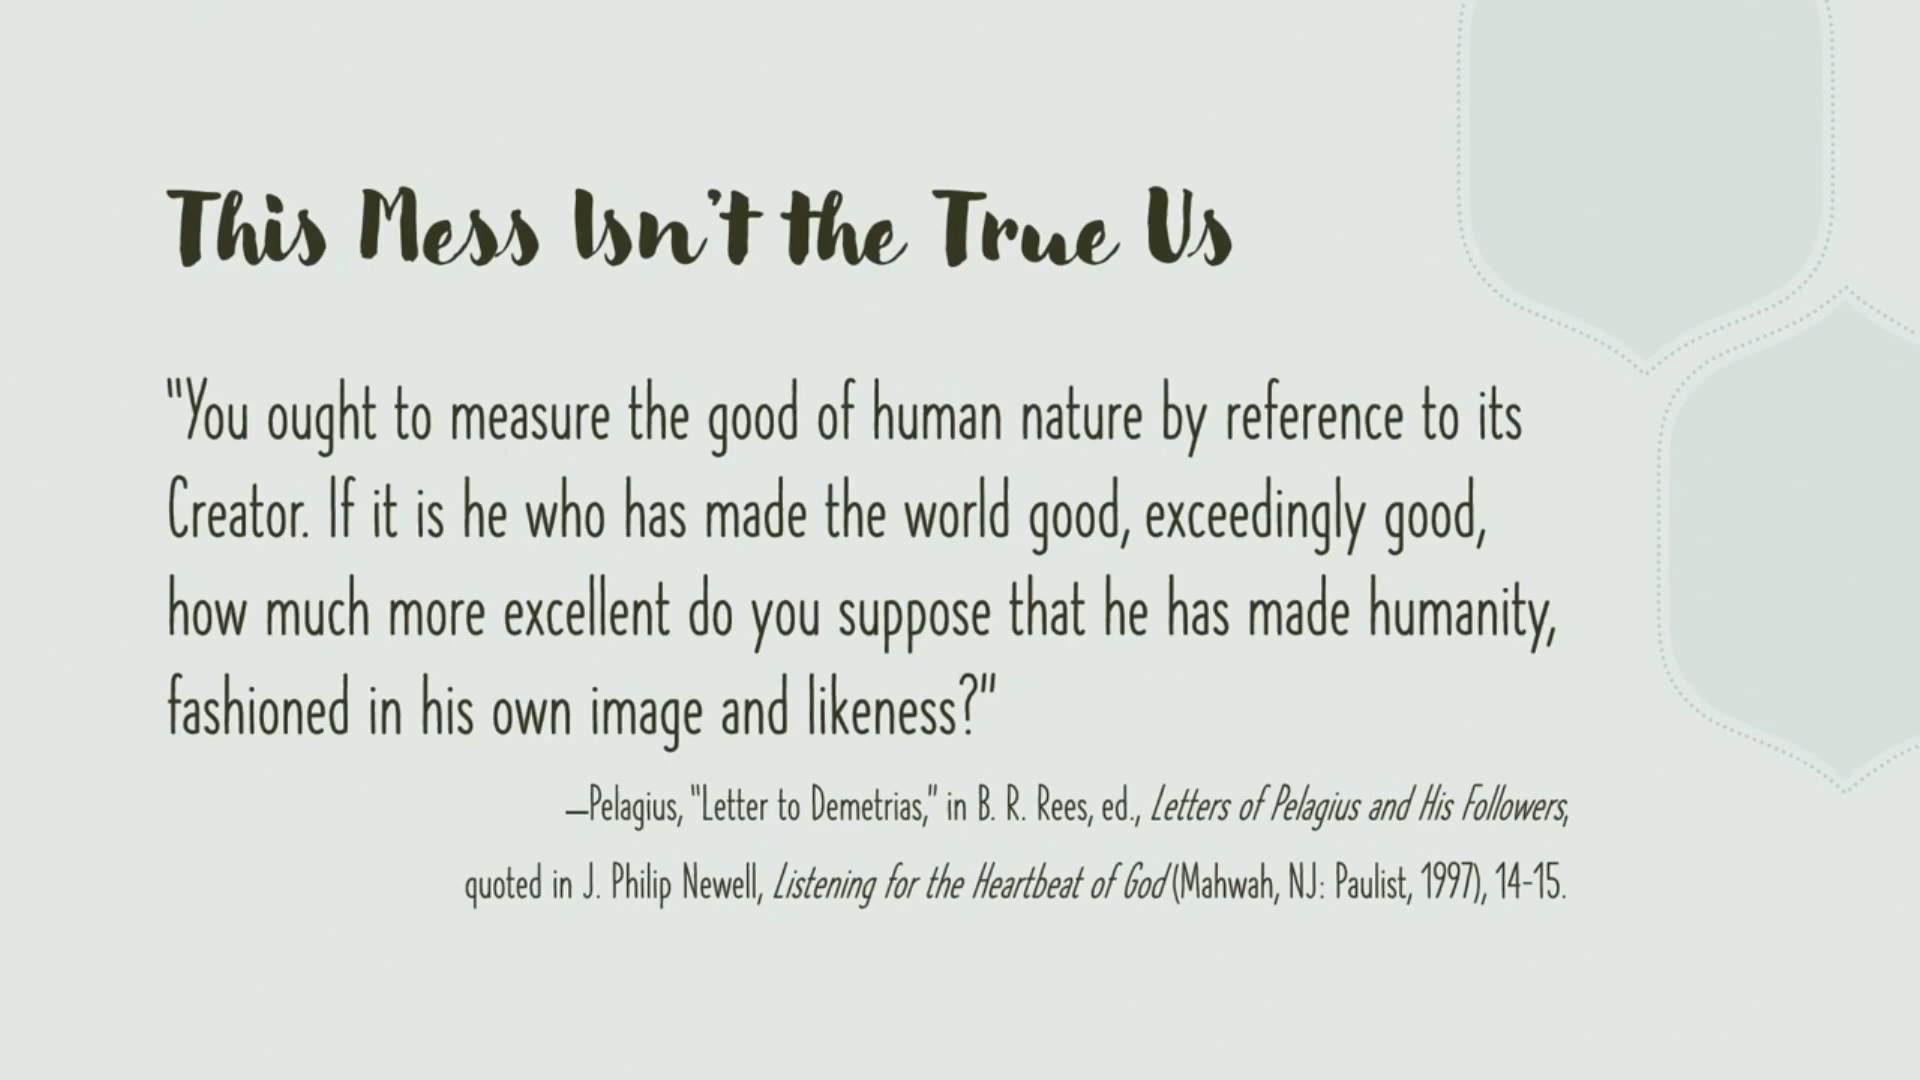 This Mess Isn't the True Us
"You ought to measure the good of human nature by reference to its
Creator. If it is he who has made the world good, exceedingly good,
how much more excellent do you suppose that he has made humanity,
fashioned in his own image and likeness?"
—Pelagius, "Letter to Demetrias," in B. R. Rees, ed., Letters of Pelagius and His Followers,
quoted in J. Philip Newell, Listening for the Heartbeat of God (Mahwah, NJ: Paulist, 1997), 14-15.